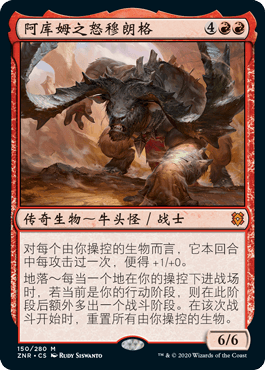 阿库姆之怒穆朗格 4
传奇生物～牛头怪／战士
对每个由你操控的生物而言，它本回合
中每攻击过一次，便得+1/+0。
地落～每当一个地在你的操控下进战场
时，若当前是你的行动阶段，则在此阶
段后额外多出一个战斗阶段。在该次战
斗开始时，重置所有由你操控的生物。
6/6
150/280 M
ZNR • CS RUDY SISWANTO
™ & © 2020 Wizards of the Coast